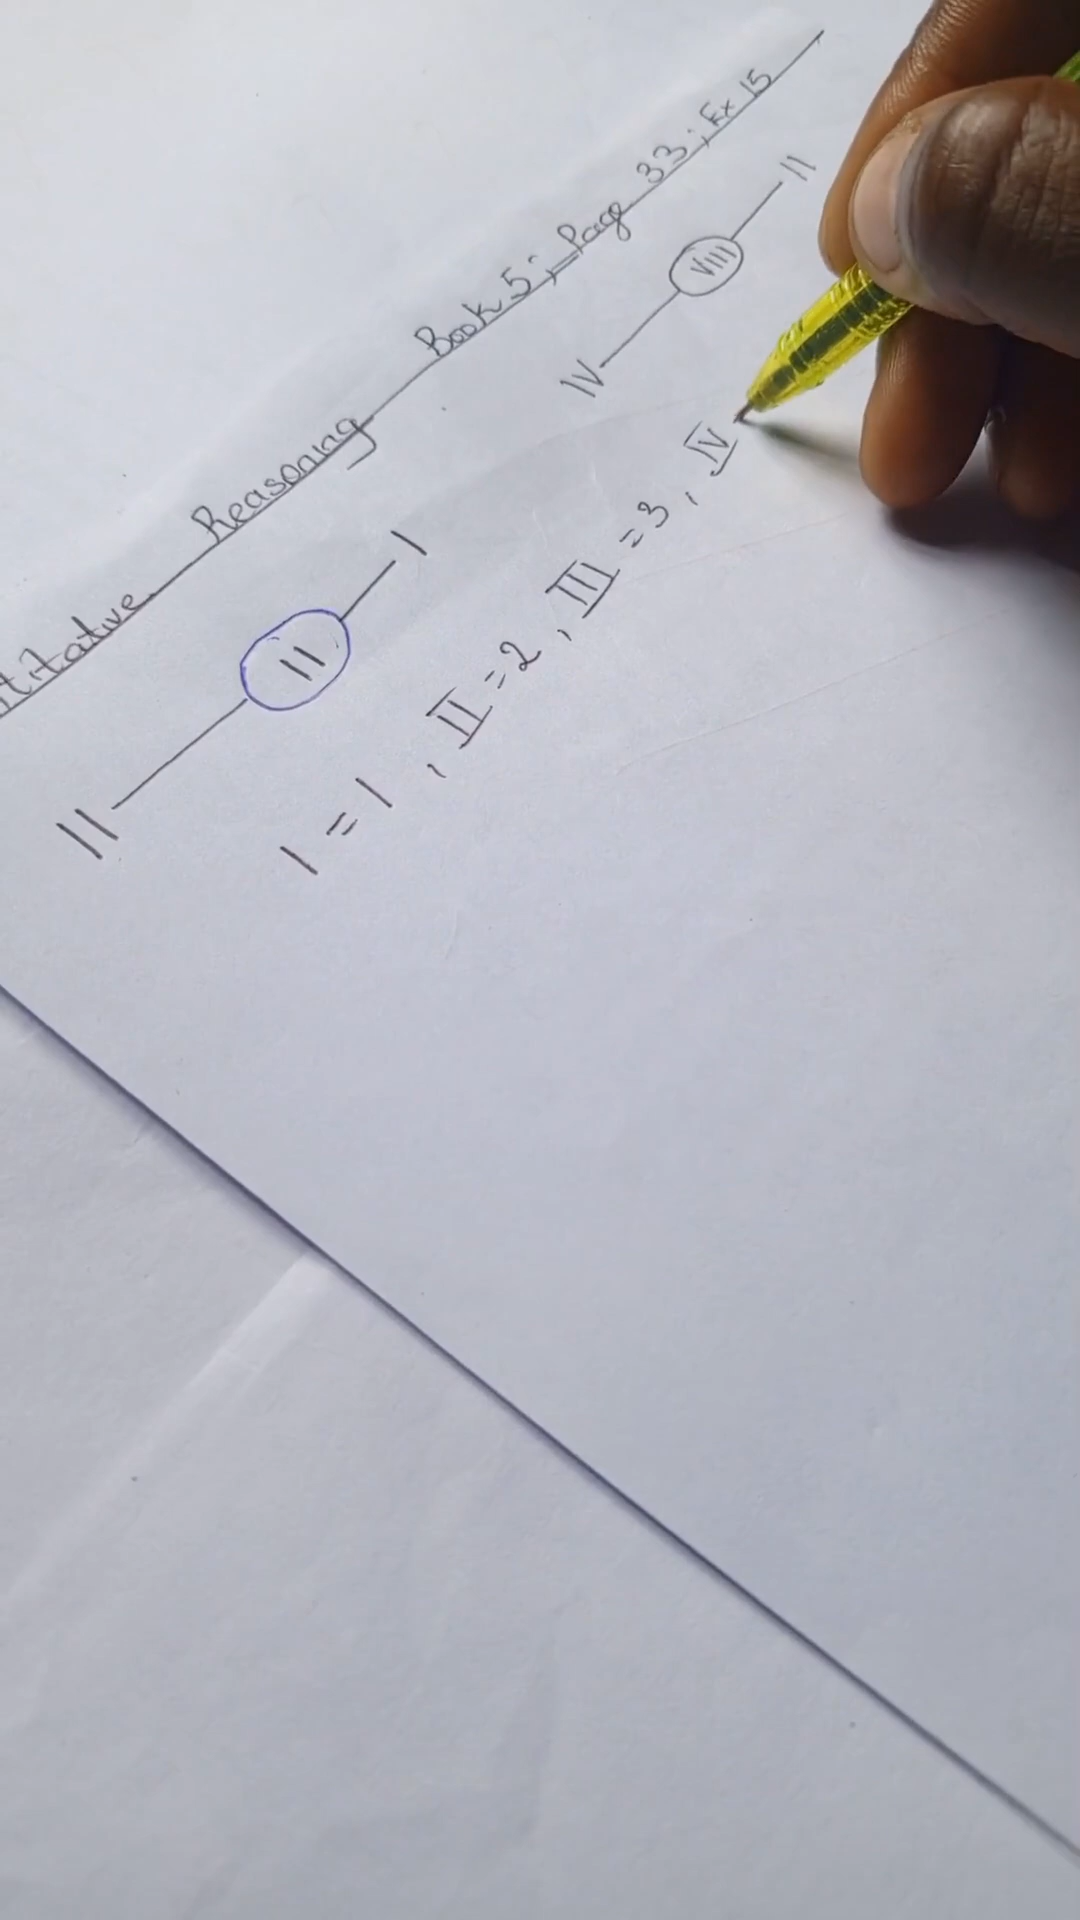 titative Reasoning Book 5; Page 33; Ex 15
II II I
IV VIII II
1 = 1, II = 2, III = 3, IV